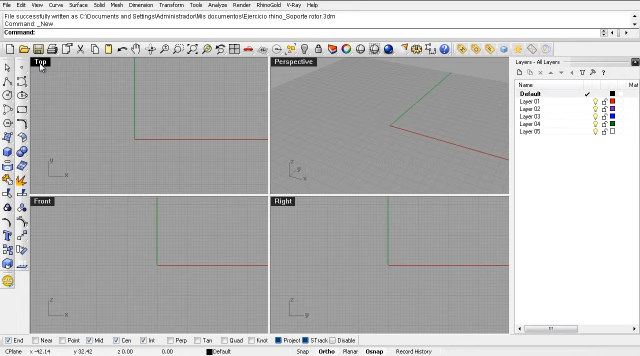 File Edit View Curve Surface Solid Mesh Dimension Transform Tools Analyze Render RhinoGold V-Ray Help
File successfully written as C:\Documents and Settings\Administrador\Mis documentos\Ejercicio rhino_Soporte rotor.3dm
Command: _New
Command:
Top
Perspective
Layers - All Layers
Name Mat
Default
Layer 01
Layer 02
Layer 03
Layer 04
Layer 05
y
x
z
y
x
Front
Right
z
x
z
y
End Near Point Mid Cen Int Perp Tan Quad Knot Project STrack Disable
CPlane x -42.14 y 32.42 z 0.00 0.00 Default Snap Ortho Planar Osnap Record History